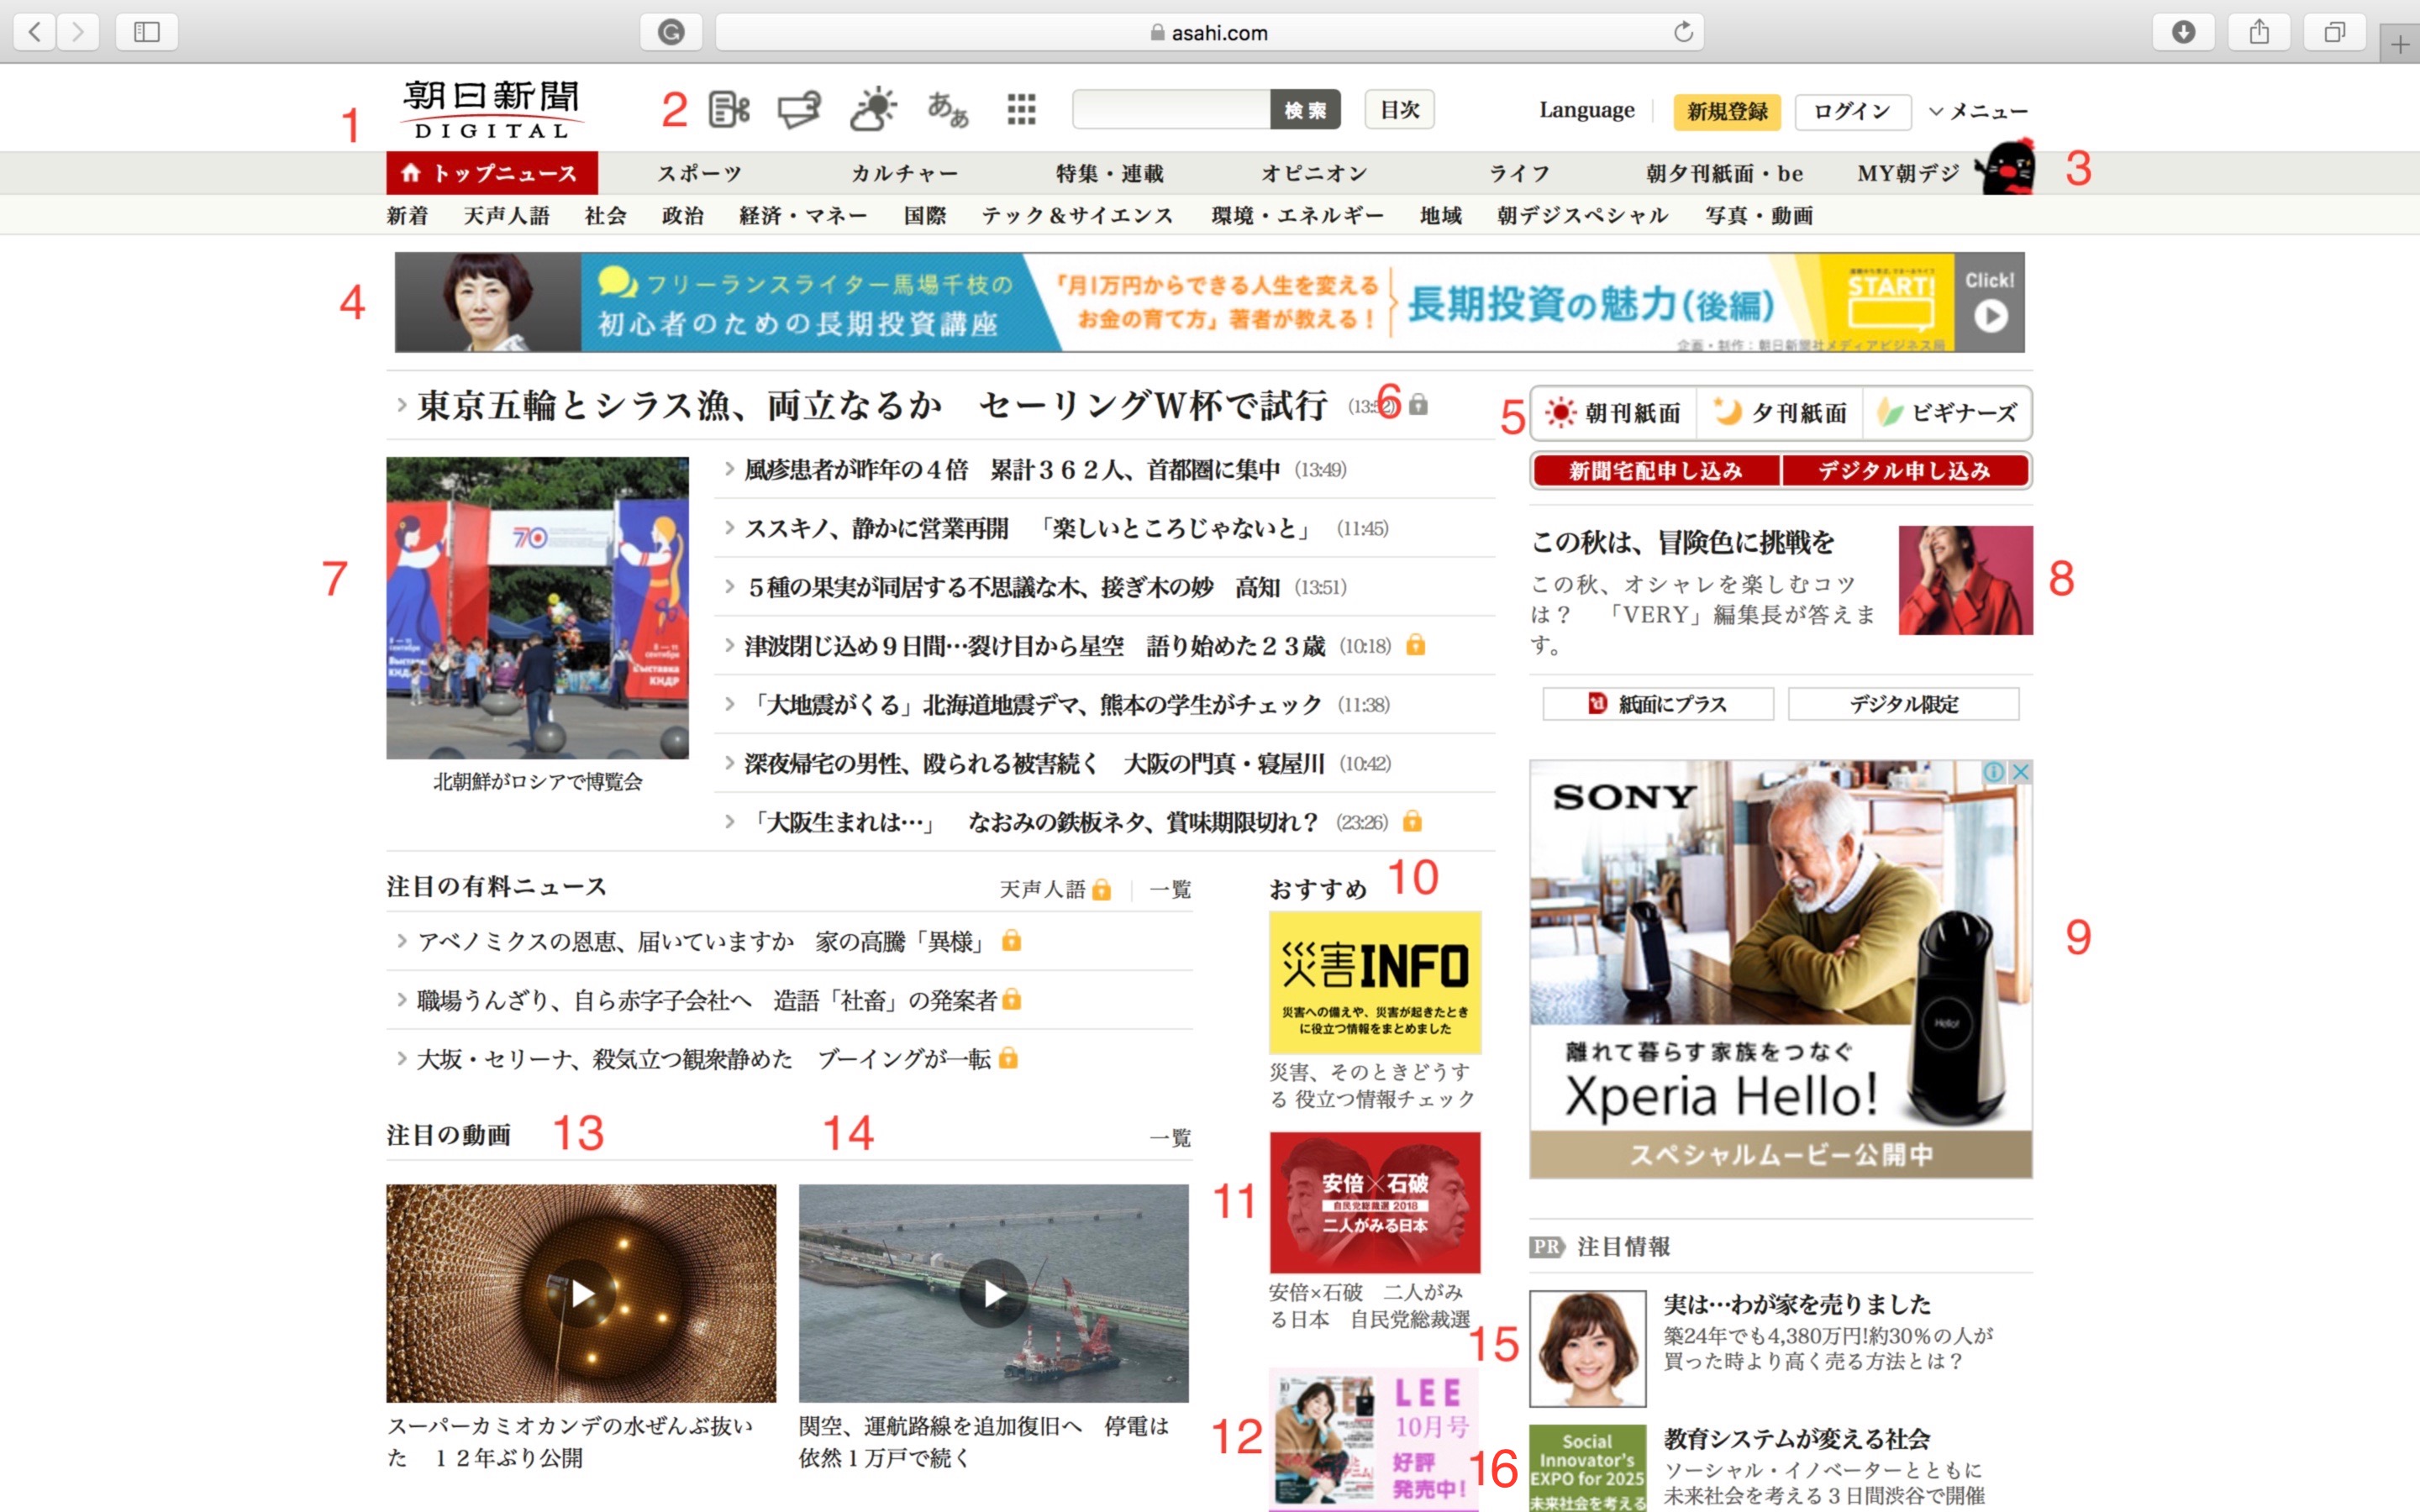 asahi.com
1
朝日新聞
DIGITAL
2
ああ
検索
目次
Language
新規登録
ログイン
メニュー
トップニュース
スポーツ
カルチャー
特集・連載
オピニオン
ライフ
朝夕刊紙面・be
MY朝デジ
3
新着
天声人語
社会
政治
経済・マネー
国際
テック＆サイエンス
環境・エネルギー
地域
朝デジスペシャル
写真・動画
4
フリーランスライター馬場千枝の
初心者のための長期投資講座
「月1万円からできる人生を変える
お金の育て方」著者が教える！
長期投資の魅力(後編)
START!
Click!
企画・制作：朝日新聞社メディアビジネス局
東京五輪とシラス漁、両立なるか　セーリングW杯で試行 (13:52)
6
5
朝刊紙面
夕刊紙面
ビギナーズ
新聞宅配申し込み
デジタル申し込み
7
70
КНДР
北朝鮮がロシアで博覧会
風疹患者が昨年の４倍　累計３６２人、首都圏に集中 (13:49)
ススキノ、静かに営業再開　「楽しいところじゃないと」 (11:45)
５種の果実が同居する不思議な木、接ぎ木の妙　高知 (13:51)
津波閉じ込め９日間…裂け目から星空　語り始めた２３歳 (10:18)
「大地震がくる」北海道地震デマ、熊本の学生がチェック (11:38)
深夜帰宅の男性、殴られる被害続く　大阪の門真・寝屋川 (10:42)
「大阪生まれは…」　なおみの鉄板ネタ、賞味期限切れ？ (23:26)
この秋は、冒険色に挑戦を
この秋、オシャレを楽しむコツ
は？　「VERY」編集長が答えま
す。
8
紙面にプラス
デジタル限定
SONY
Hello!
離れて暮らす家族をつなぐ
Xperia Hello!
スペシャルムービー公開中
9
注目の有料ニュース
天声人語
一覧
アベノミクスの恩恵、届いていますか　家の高騰「異様」
職場うんざり、自ら赤字子会社へ　造語「社畜」の発案者
大坂・セリーナ、殺気立つ観衆静めた　ブーイングが一転
おすすめ
10
災害INFO
災害への備えや、災害が起きたとき
に役立つ情報をまとめました
災害、そのときどうす
る 役立つ情報チェック
11
安倍×石破
自民党総裁選 2018
二人がみる日本
安倍×石破　二人がみ
る日本　自民党総裁選
12
LEE
10月号
好評
発売中!
注目の動画
13
14
一覧
スーパーカミオカンデの水ぜんぶ抜い
た　１２年ぶり公開
関空、運航路線を追加復旧へ　停電は
依然１万戸で続く
PR
注目情報
15
実は…わが家を売りました
築24年でも4,380万円!約30％の人が
買った時より高く売る方法とは？
16
Social
Innovator's
EXPO for 2025
未来社会を考える
教育システムが変える社会
ソーシャル・イノベーターとともに
未来社会を考える３日間渋谷で開催